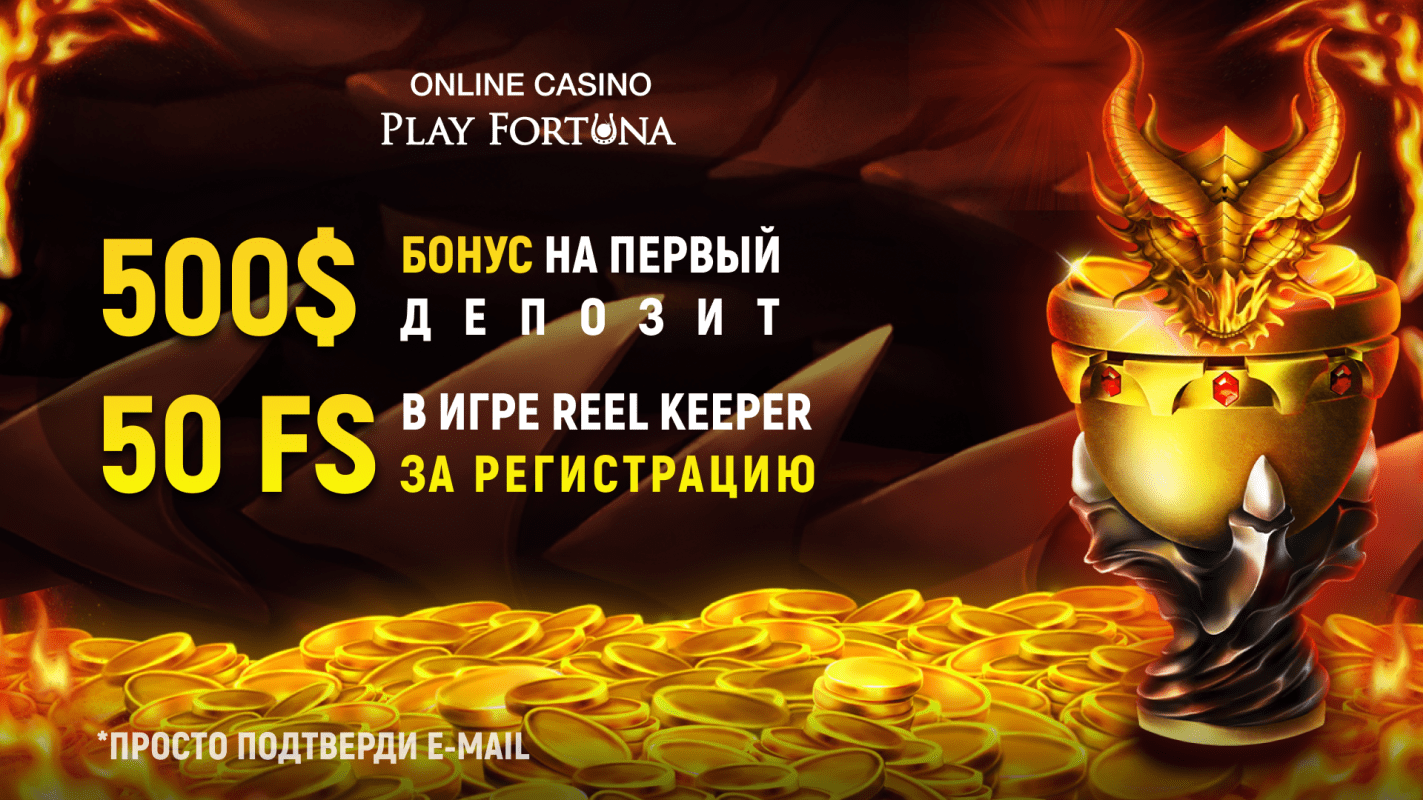 ONLINE CASINO
PLAY FORTUNA
500$ БОНУС НА ПЕРВЫЙ
ДЕПОЗИТ
50 FS В ИГРЕ REEL KEEPER
ЗА РЕГИСТРАЦИЮ
*ПРОСТО ПОДТВЕРДИ E-MAIL